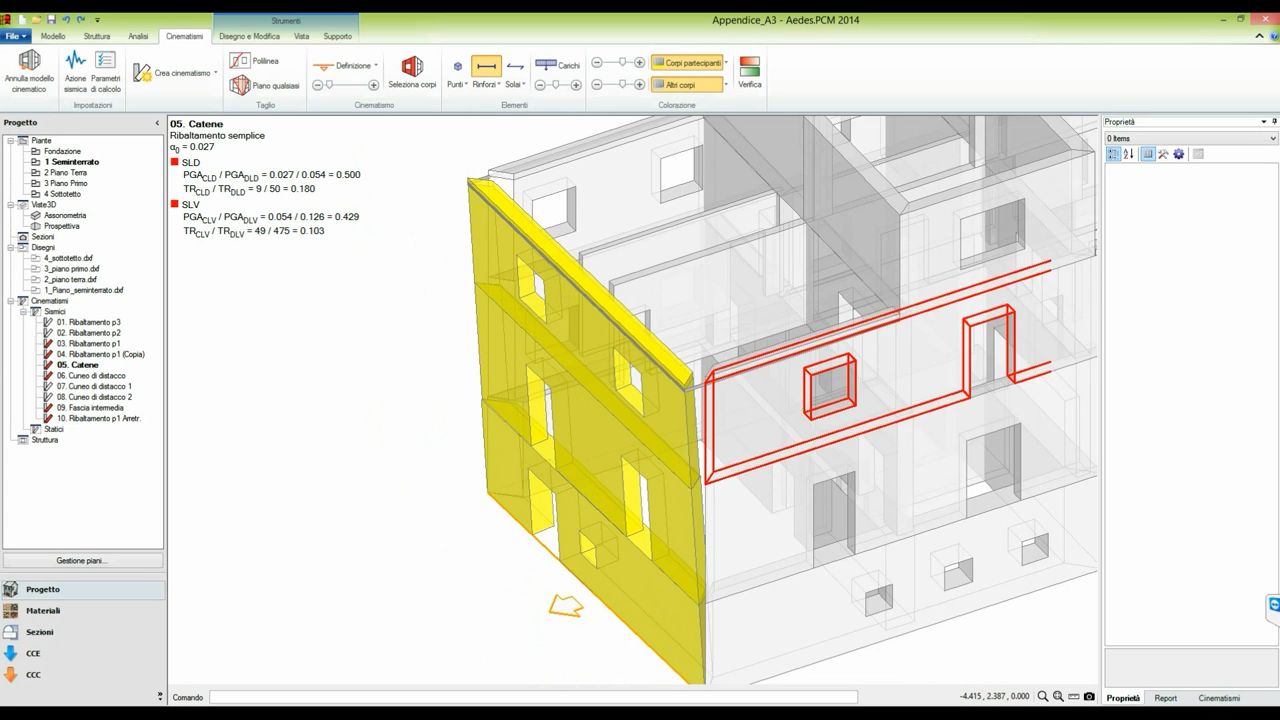 Strumenti
Appendice_A3 - Aedes.PCM 2014
File
Modello
Struttura
Analisi
Cinematismi
Disegno e Modifica
Vista
Supporto
Annulla modello cinematico
Azione sismica
Parametri di calcolo
Impostazioni
Crea cinematismo
Polilinea
Piano qualsiasi
Taglio
Definizione
Seleziona corpi
Cinematismo
Punti
Rinforzi
Solai
Carichi
Elementi
Corpi partecipanti
Altri corpi
Colorazione
Verifica
Progetto
Piante
Fondazione
1 Seminterrato
2 Piano Terra
3 Piano Primo
4 Sottotetto
Viste3D
Assonometria
Prospettiva
Sezioni
Disegni
4_sottotetto.dxf
3_piano primo.dxf
2_piano terra.dxf
1_Piano_seminterrato.dxf
Cinematismi
Sismici
01. Ribaltamento p3
02. Ribaltamento p2
03. Ribaltamento p1
04. Ribaltamento p1 (Copia)
05. Catene
06. Cuneo di distacco
07. Cuneo di distacco 1
08. Cuneo di distacco 2
09. Fascia intermedia
10. Ribaltamento p1 Arretr.
Statici
Struttura
Gestione piani...
Progetto
Materiali
Sezioni
CCE
CCC
05. Catene
Ribaltamento semplice
α0 = 0.027
SLD
PGACLD / PGADLD = 0.027 / 0.054 = 0.500
TRCLD / TRDLD = 9 / 50 = 0.180
SLV
PGACLV / PGADLV = 0.054 / 0.126 = 0.429
TRCLV / TRDLV = 49 / 475 = 0.103
Proprietà
0 Items
Comando
-4.415, 2.387, 0.000
Proprietà
Report
Cinematismi